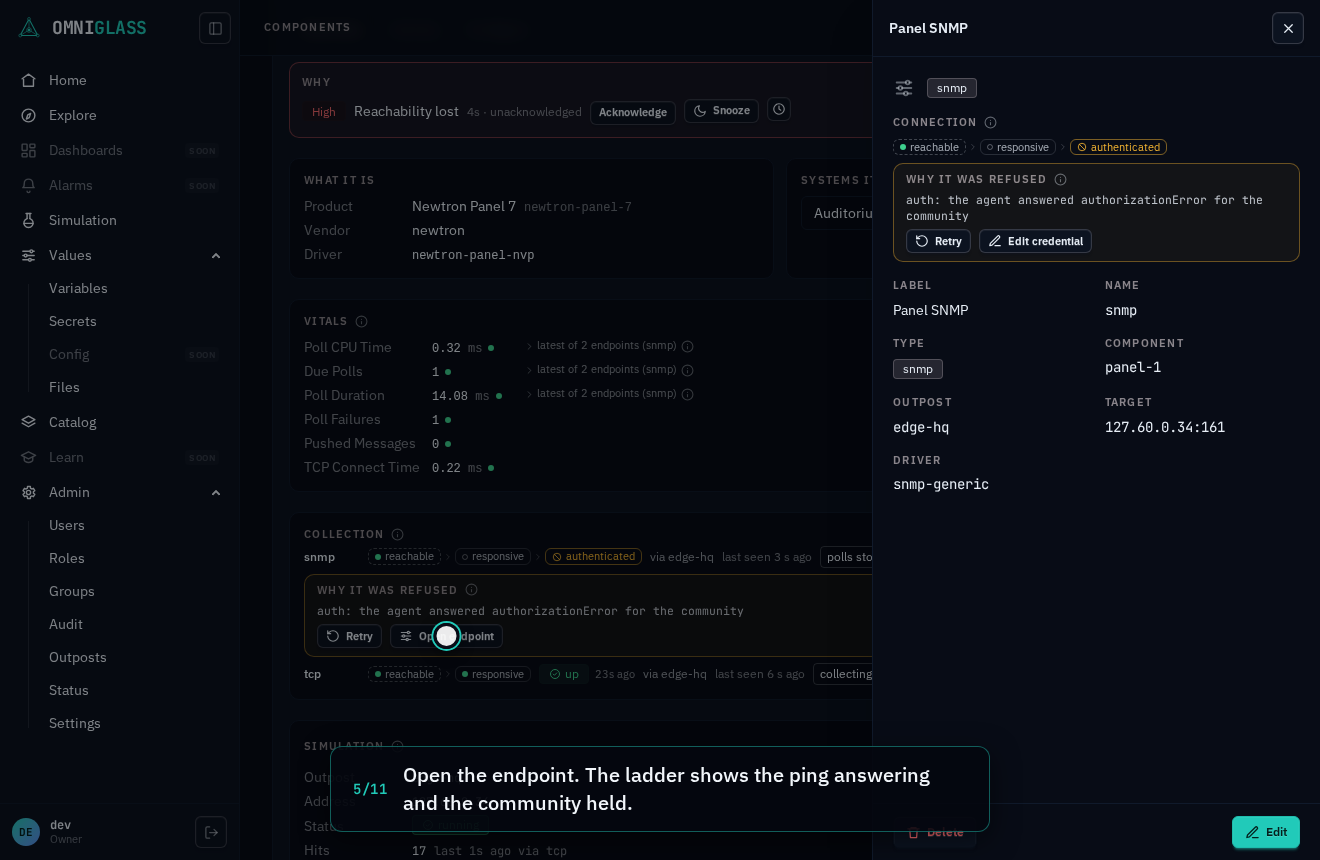 OMNIGLASS
COMPONENTS
Home
Explore
Dashboards SOON
Alarms SOON
Simulation
Values
Variables
Secrets
Config SOON
Files
Catalog
Learn SOON
Admin
Users
Roles
Groups
Audit
Outposts
Status
Settings
DE dev
Owner
WHY
High Reachability lost 4s · unacknowledged Acknowledge Snooze
WHAT IT IS
Product Newtron Panel 7 newtron-panel-7
Vendor newtron
Driver newtron-panel-nvp
SYSTEMS IT
Auditoriu
VITALS
Poll CPU Time 0.32 ms latest of 2 endpoints (snmp)
Due Polls 1 latest of 2 endpoints (snmp)
Poll Duration 14.08 ms latest of 2 endpoints (snmp)
Poll Failures 1
Pushed Messages 0
TCP Connect Time 0.22 ms
COLLECTION
snmp reachable responsive authenticated via edge-hq last seen 3 s ago polls sto
WHY IT WAS REFUSED
auth: the agent answered authorizationError for the community
Retry Open endpoint
tcp reachable responsive up 23s ago via edge-hq last seen 6 s ago collecting
SIMULATION
Hits 17 last 1s ago via tcp
5/11 Open the endpoint. The ladder shows the ping answering
and the community held.
Panel SNMP
snmp
CONNECTION
reachable responsive authenticated
WHY IT WAS REFUSED
auth: the agent answered authorizationError for the
community
Retry Edit credential
LABEL NAME
Panel SNMP snmp
TYPE COMPONENT
snmp panel-1
OUTPOST TARGET
edge-hq 127.60.0.34:161
DRIVER
snmp-generic
Delete Edit